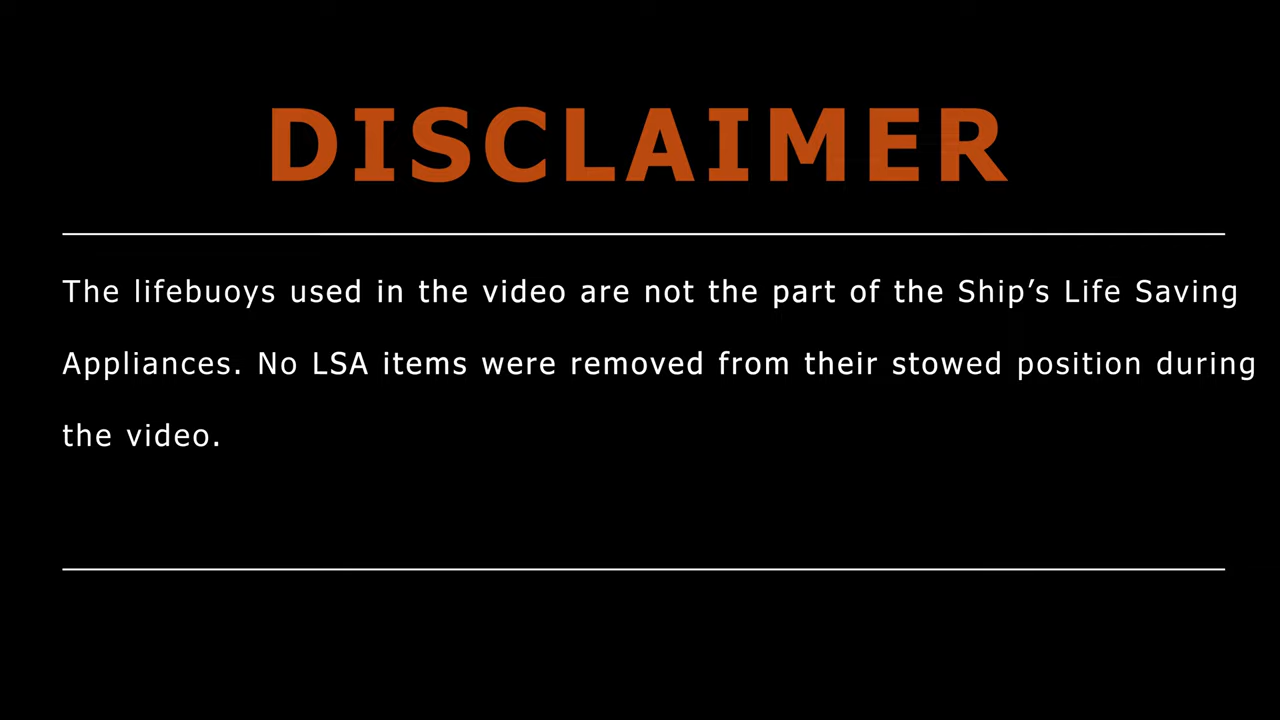 DISCLAIMER
The lifebuoys used in the video are not the part of the Ship’s Life Saving
Appliances. No LSA items were removed from their stowed position during
the video.